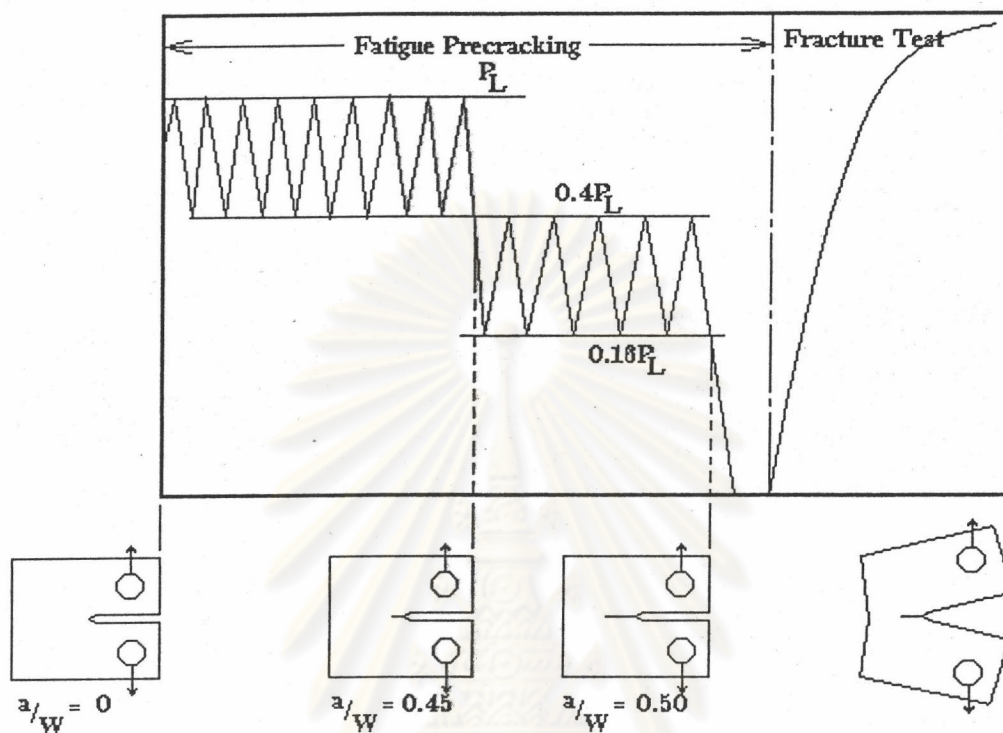 Fatigue Precracking
Fracture Test
P_L
0.4P_L
0.16P_L
a/W = 0
a/W = 0.45
a/W = 0.50